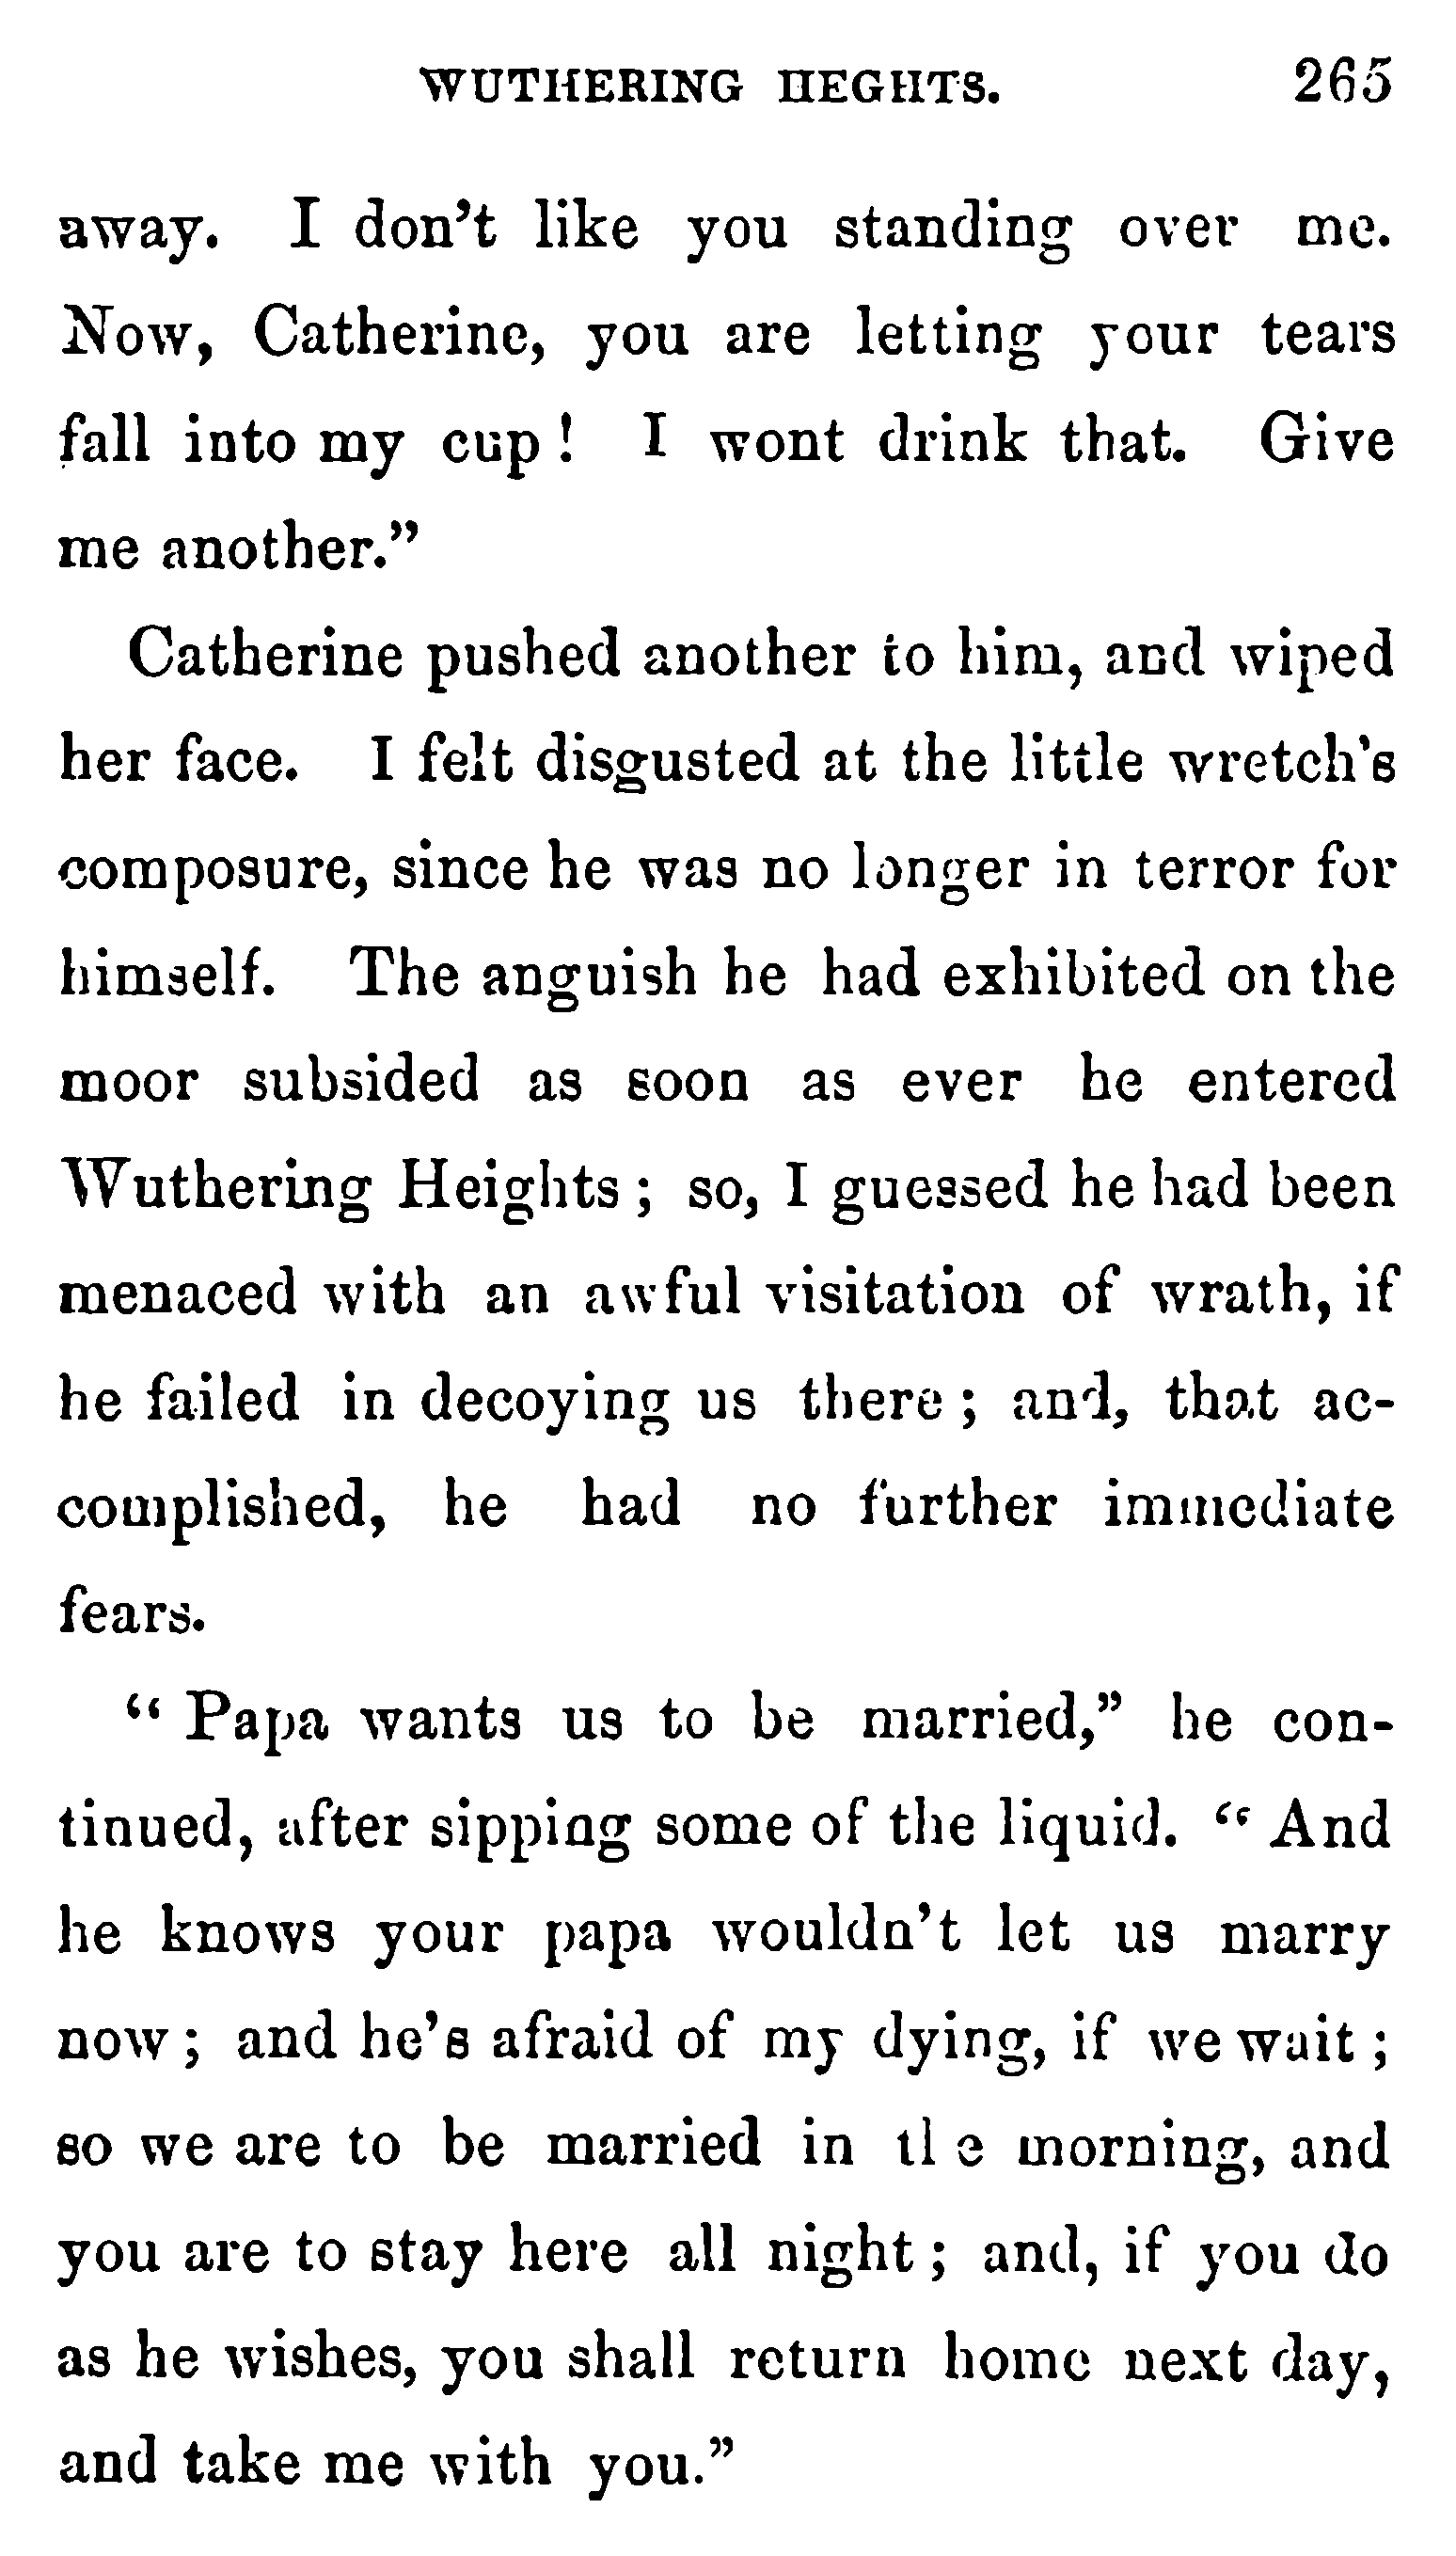 WUTHERING HEGHTS. 265
away. I don't like you standing over me.
Now, Catherine, you are letting your tears
fall into my cup! I wont drink that. Give
me another."
Catherine pushed another to him, and wiped
her face. I felt disgusted at the little wretch's
composure, since he was no longer in terror for
himself. The anguish he had exhibited on the
moor subsided as soon as ever he entered
Wuthering Heights; so, I guessed he had been
menaced with an awful visitation of wrath, if
he failed in decoying us there; and, that ac-
complished, he had no further immediate
fears.
"Papa wants us to be married," he con-
tinued, after sipping some of the liquid. "And
he knows your papa wouldn't let us marry
now; and he's afraid of my dying, if we wait;
so we are to be married in the morning, and
you are to stay here all night; and, if you do
as he wishes, you shall return home next day,
and take me with you."